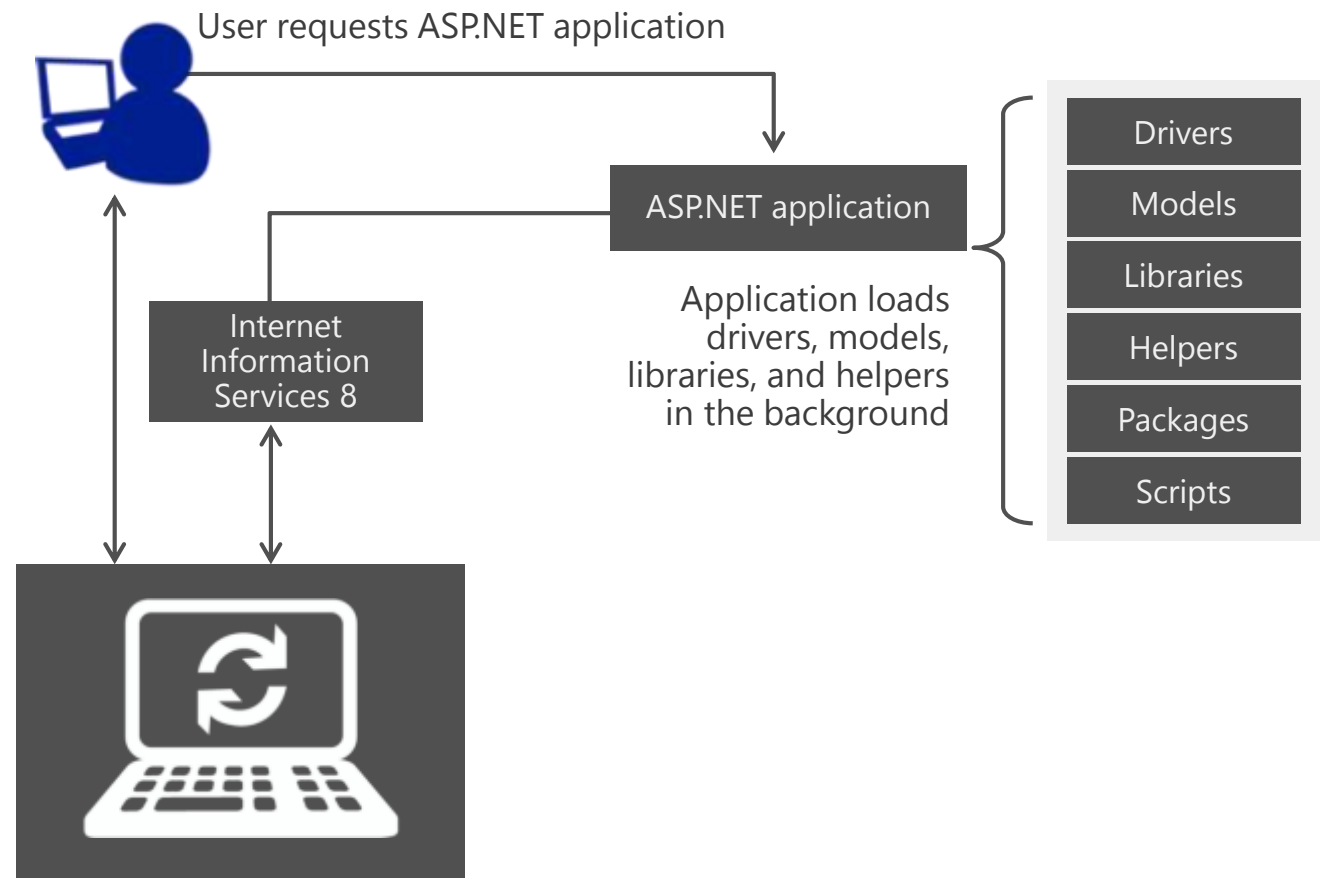 User requests ASP.NET application
ASP.NET application
Internet
Information
Services 8
Application loads
drivers, models,
libraries, and helpers
in the background
Drivers
Models
Libraries
Helpers
Packages
Scripts